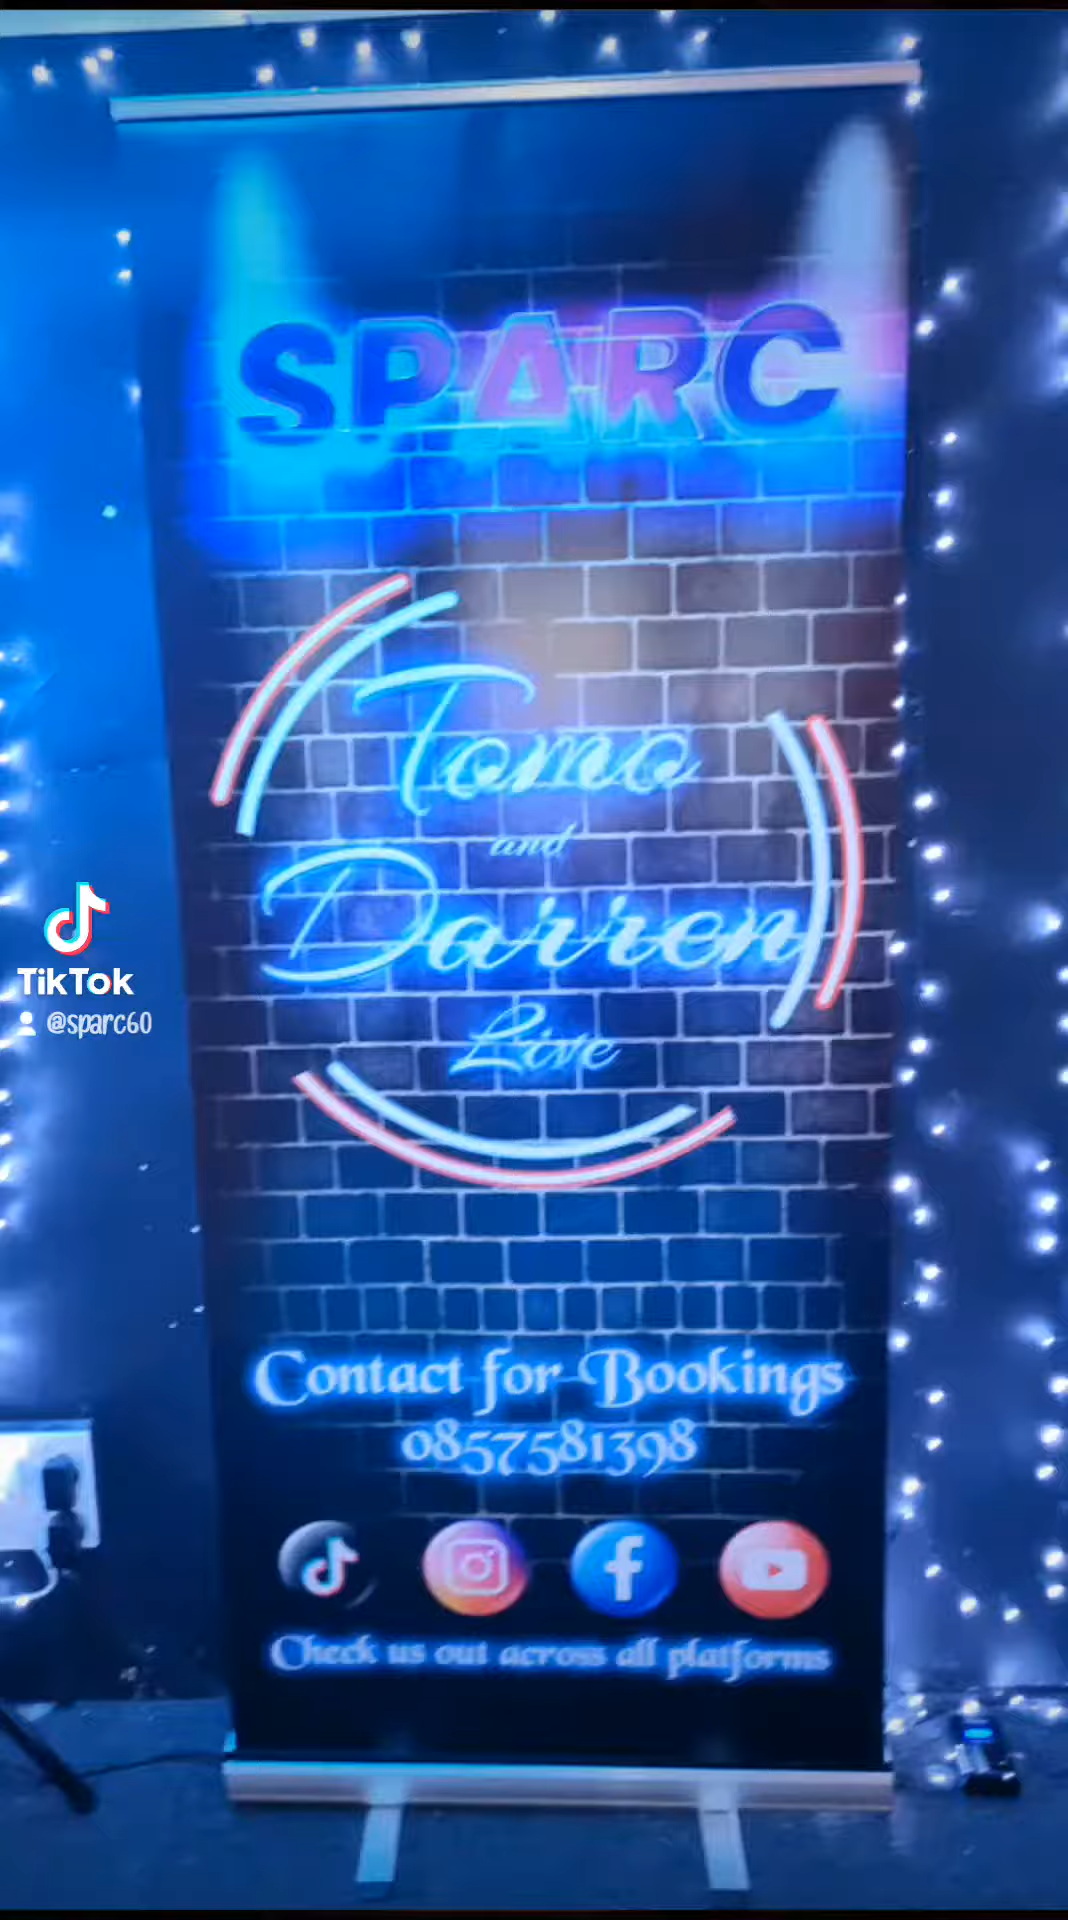 SPARC
Tomo
and
Darren
Live
TikTok
@sparc60
Contact for Bookings
0857581398
Check us out across all platforms